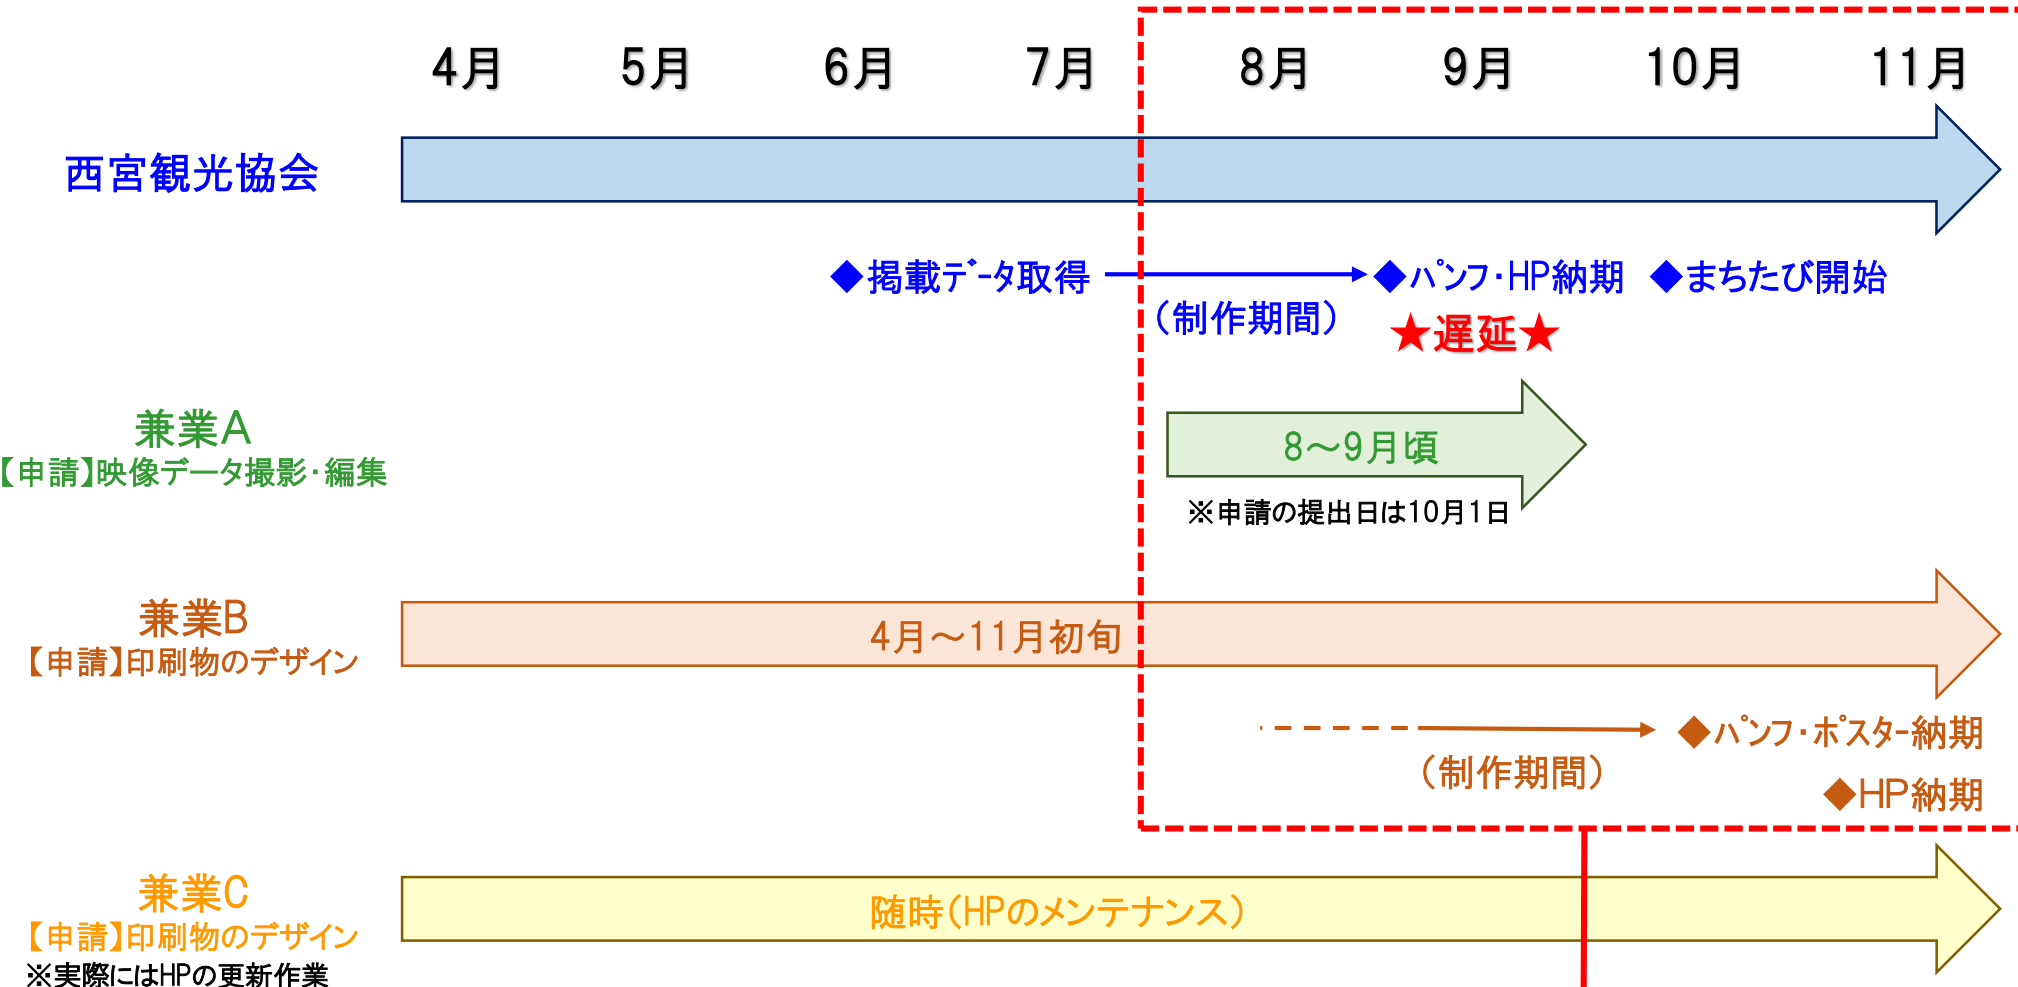 4月 5月 6月 7月 8月 9月 10月 11月
西宮観光協会
◆掲載ﾃﾞｰﾀ取得 ◆ﾊﾟﾝﾌ・HP納期 ◆まちたび開始
（制作期間）
★遅延★
兼業A
【申請】映像データ撮影・編集
8～9月頃
※申請の提出日は10月1日
兼業B
【申請】印刷物のデザイン
4月～11月初旬
◆ﾊﾟﾝﾌ・ﾎﾟｽﾀｰ納期
（制作期間）
◆HP納期
兼業C
【申請】印刷物のデザイン
※実際にはHPの更新作業
随時（HPのメンテナンス）